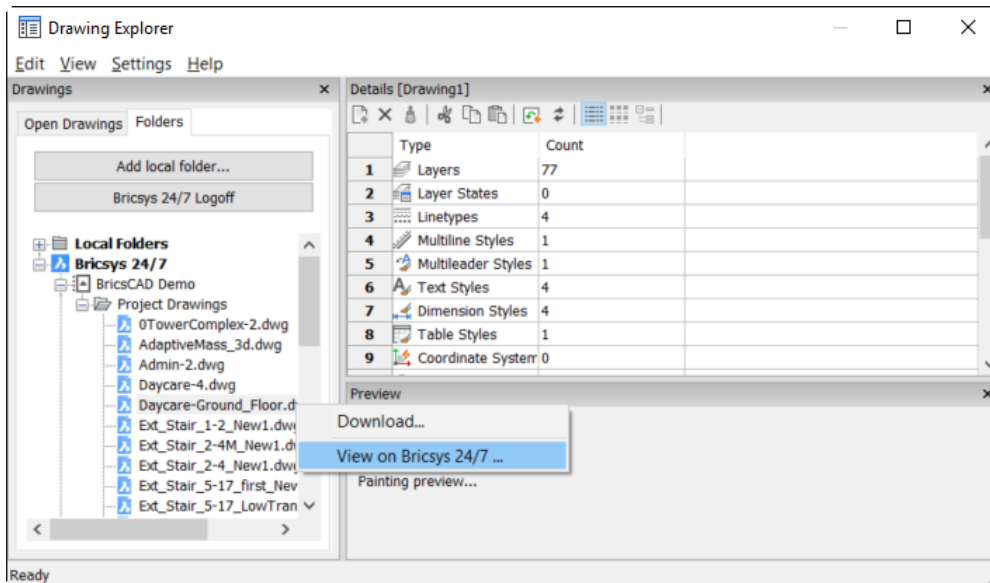 Drawing Explorer
Edit View Settings Help
Drawings
Open Drawings Folders
Add local folder...
Bricsys 24/7 Logoff
Local Folders
Bricsys 24/7
BricsCAD Demo
Project Drawings
0TowerComplex-2.dwg
AdaptiveMass_3d.dwg
Admin-2.dwg
Daycare-4.dwg
Daycare-Ground_Floor.d
Ext_Stair_1-2_New1.dw
Ext_Stair_2-4M_New1.d
Ext_Stair_2-4_New1.dw
Ext_Stair_5-17_first_New
Ext_Stair_5-17_LowTran
Details [Drawing1]
Type Count
1 Layers 77
2 Layer States 0
3 Linetypes 4
4 Multiline Styles 1
5 Multileader Styles 1
6 Text Styles 4
7 Dimension Styles 4
8 Table Styles 1
9 Coordinate System 0
Preview
Download...
View on Bricsys 24/7 ...
Painting preview...
Ready